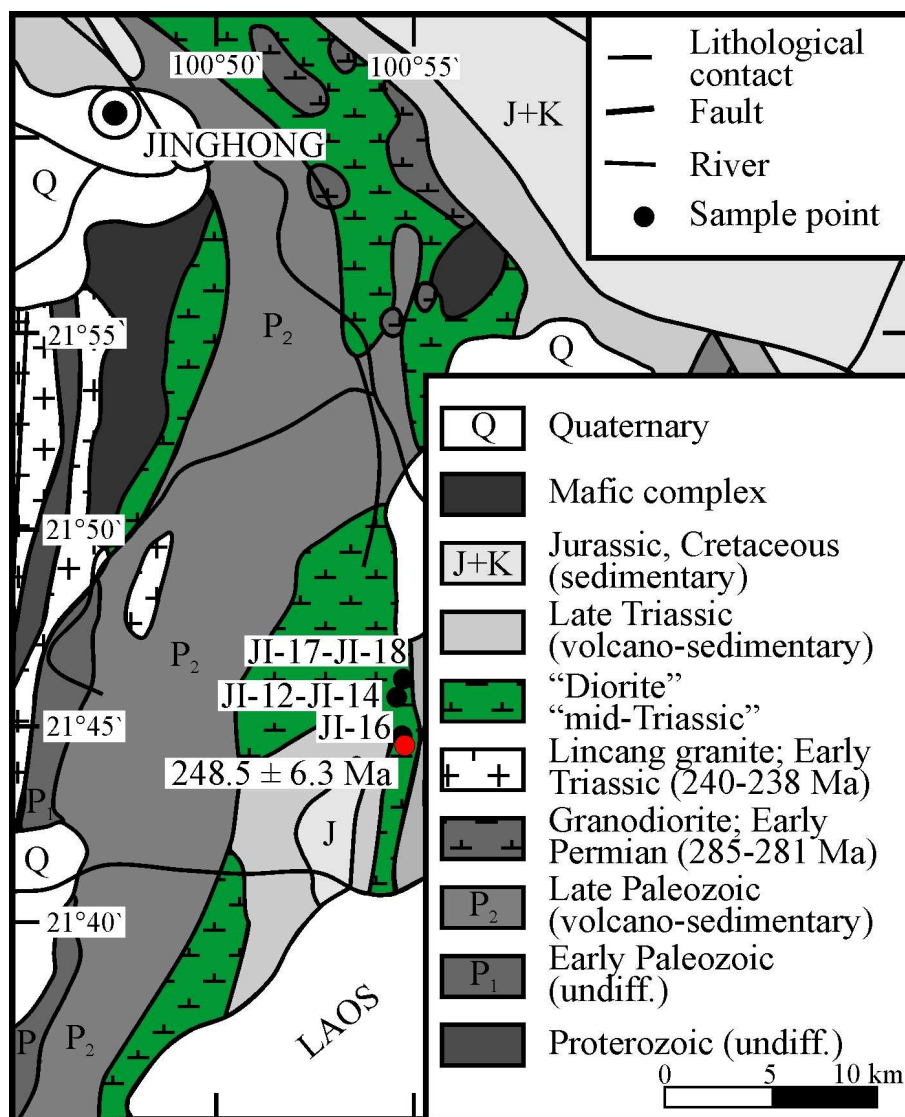 100°50`
100°55`
Lithological
contact
Fault
River
Sample point
J+K
JINGHONG
Q
21°55`
P2
Q
Q
Quaternary
Mafic complex
J+K
Jurassic, Cretaceous
(sedimentary)
Late Triassic
(volcano-sedimentary)
“Diorite”
“mid-Triassic”
Lincang granite; Early
Triassic (240-238 Ma)
Granodiorite; Early
Permian (285-281 Ma)
P2
Late Paleozoic
(volcano-sedimentary)
P1
Early Paleozoic
(undiff.)
Proterozoic (undiff.)
0
5
10 km
21°50`
P2
JI-17-JI-18
JI-12-JI-14
21°45`
JI-16
248.5 ± 6.3 Ma
P1
J
Q
21°40`
LAOS
P
P2